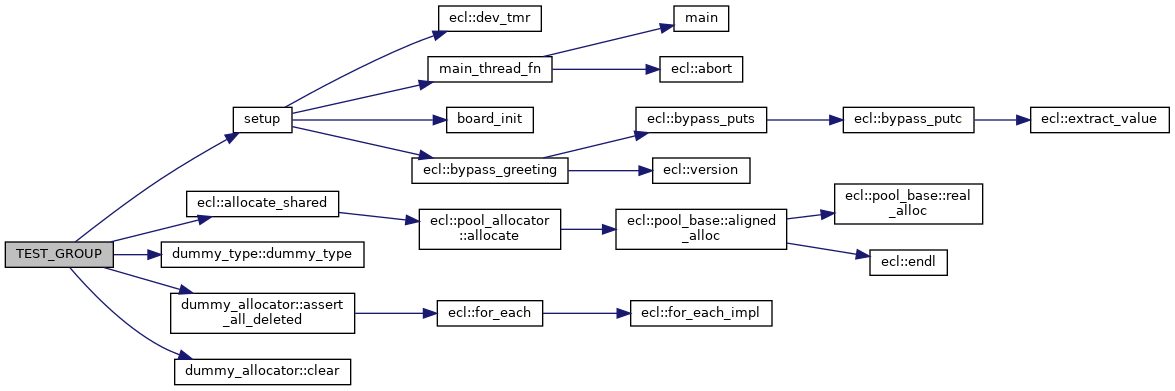 ecl::dev_tmr
main
main_thread_fn
ecl::abort
setup
board_init
ecl::bypass_puts
ecl::bypass_putc
ecl::extract_value
ecl::bypass_greeting
ecl::version
ecl::allocate_shared
ecl::pool_allocator
::allocate
ecl::pool_base::aligned
_alloc
ecl::pool_base::real
_alloc
ecl::endl
TEST_GROUP
dummy_type::dummy_type
dummy_allocator::assert
_all_deleted
ecl::for_each
ecl::for_each_impl
dummy_allocator::clear